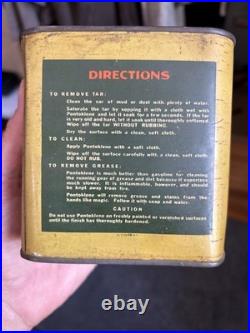 DIRECTIONS
TO REMOVE TAR:
Clean the car of mud or dust with plenty of water.
Saturate the tar by sopping it with a cloth wet with
Pontoklene and let it soak for a few seconds. If the tar
is very old and hard, let it soak until thoroughly softened.
Wipe off the tar WITHOUT RUBBING.
Dry the surface with a clean, soft cloth.
TO CLEAN:
Apply Pontoklene with a soft cloth.
Wipe off the surface carefully with a clean, soft cloth.
DO NOT RUB.
TO REMOVE GREASE:
Pontoklene is much better than gasoline for cleaning
the running gear of grease and dirt because it evaporates
much slower. It is inflammable, however, and should
be kept away from fire.
Pontoklene will remove grease and stains from the
hands like magic. Follow it with soap and water.
CAUTION
Do not use Pontoklene on freshly painted or varnished surfaces
until the finish has thoroughly hardened.